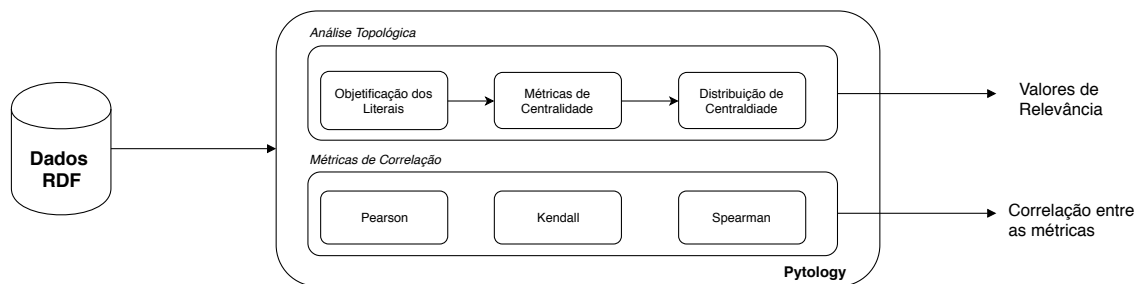 Análise Topológica
Objetificação dos
Literais
Métricas de
Centralidade
Distribuição de
Centraldiade
Valores de
Relevância
Dados
RDF
Métricas de Correlação
Pearson
Kendall
Spearman
Correlação entre
as métricas
Pytology